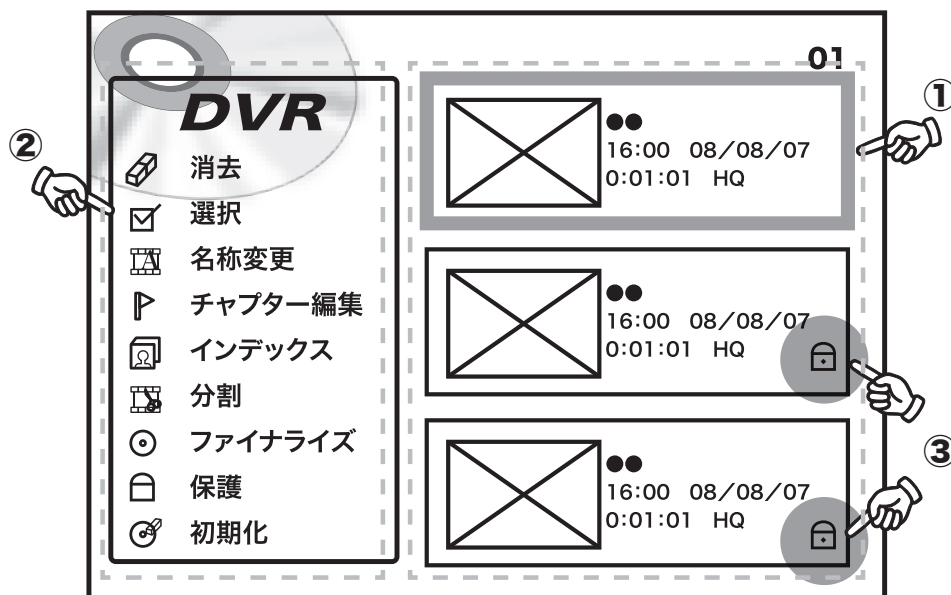 01
①
②
DVR
消去
選択
名称変更
チャプター編集
インデックス
分割
ファイナライズ
保護
初期化
●●
16:00 08/08/07
0:01:01 HQ
●●
16:00 08/08/07
0:01:01 HQ
③
●●
16:00 08/08/07
0:01:01 HQ